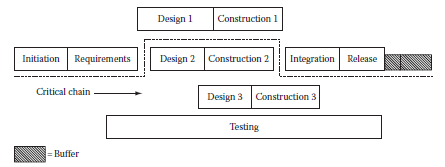 Design 1 Construction 1
Initiation Requirements Design 2 Construction 2 Integration Release
Critical chain
Design 3 Construction 3
Testing
= Buffer